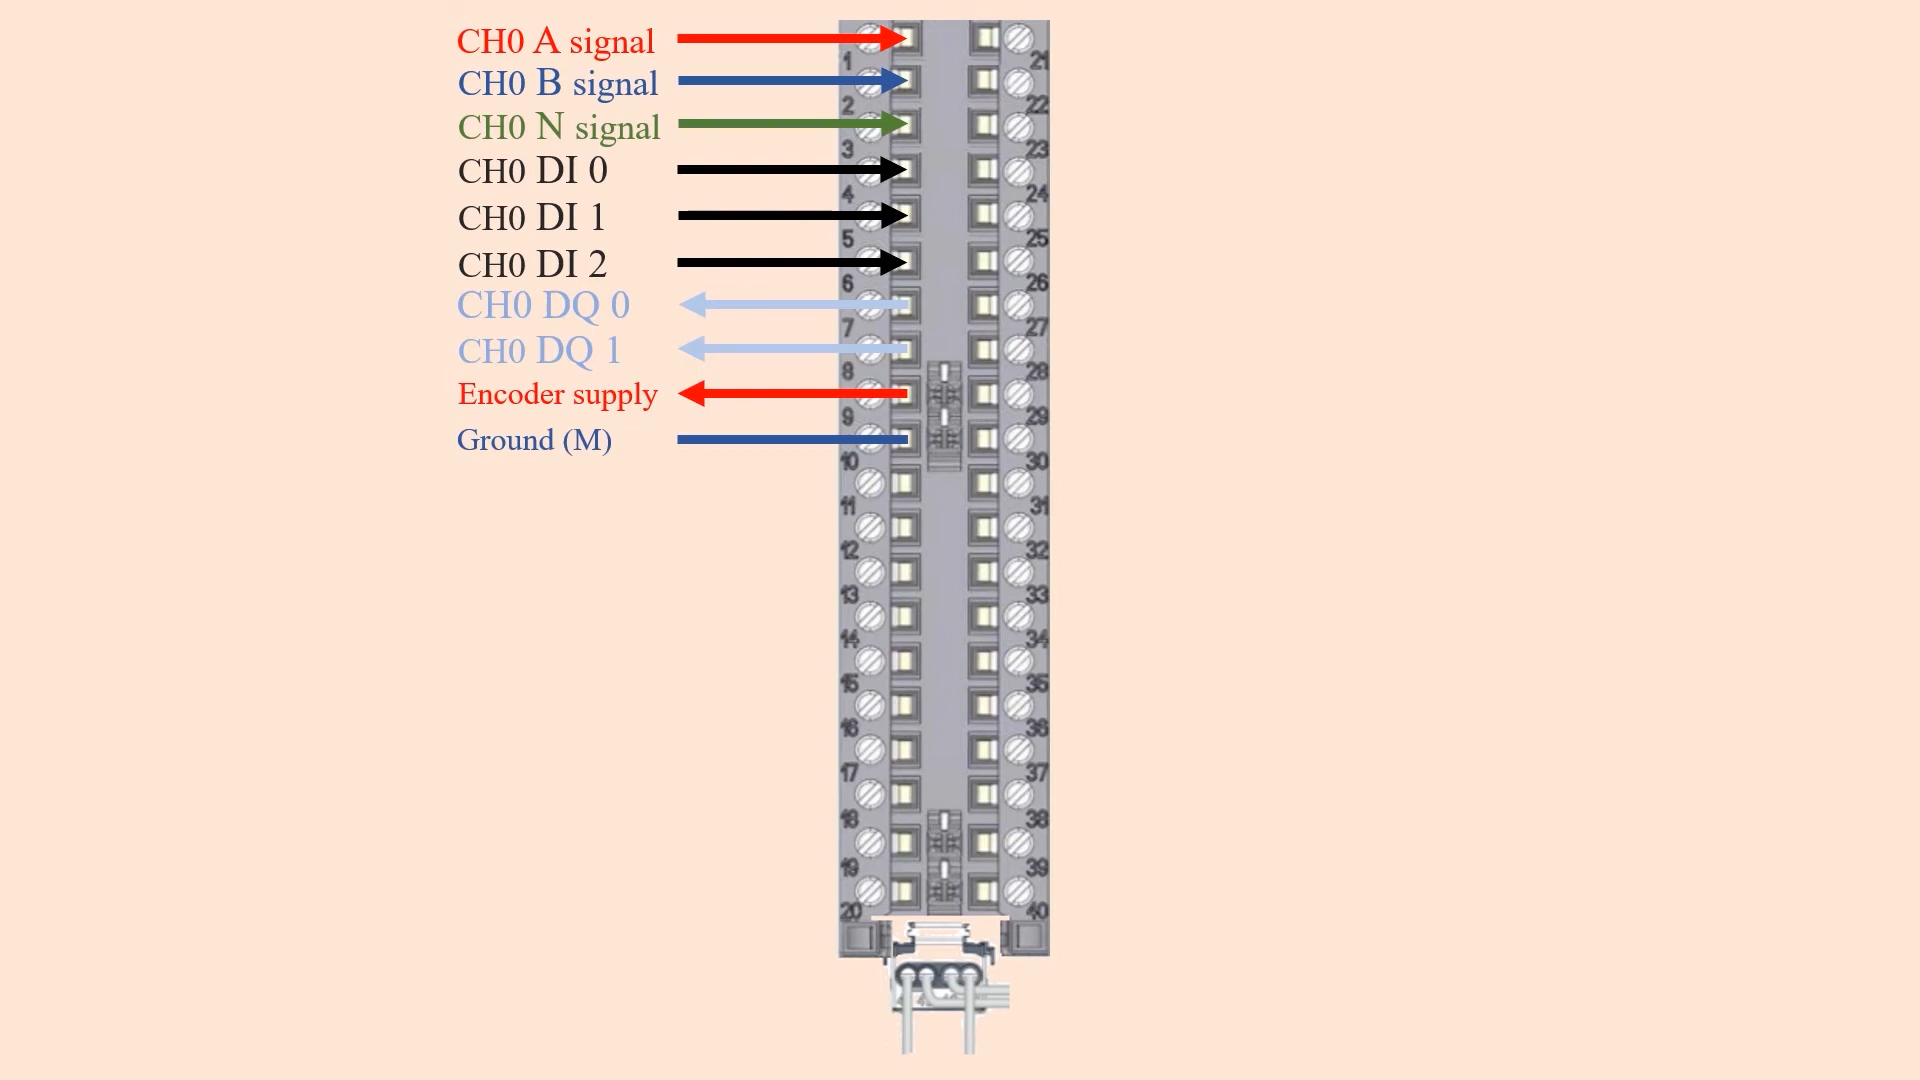 CH0 A signal
CH0 B signal
CH0 N signal
CH0 DI 0
CH0 DI 1
CH0 DI 2
CH0 DQ 0
CH0 DQ 1
Encoder supply
Ground (M)
1 21
2 22
3 23
4 24
5 25
6 26
7 27
8 28
9 29
10 30
11 31
12 32
13 33
14 34
15 35
16 36
17 37
18 38
19 39
20 40